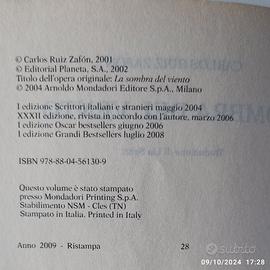 © Carlos Ruiz Zafón, 2001
© Editorial Planeta, S.A., 2002
Titolo dell'opera originale: La sombra del viento
© 2004 Arnoldo Mondadori Editore S.p.A., Milano
I edizione Scrittori italiani e stranieri maggio 2004
XXXII edizione, rivista in accordo con l'autore, marzo 2006
I edizione Oscar bestsellers giugno 2006
I edizione Grandi Bestsellers luglio 2008
ISBN 978-88-04-56130-9
Questo volume è stato stampato
presso Mondadori Printing S.p.A.
Stabilimento NSM - Cles (TN)
Stampato in Italia. Printed in Italy
Anno 2009 - Ristampa 28
subito
09/10/2024 18:28